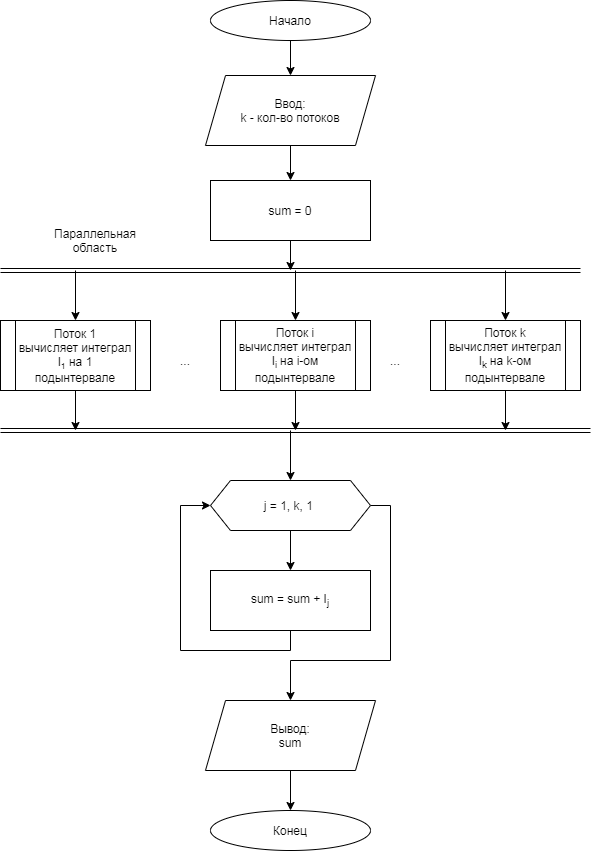 Начало
Ввод:
k - кол-во потоков
sum = 0
Параллельная
область
Поток 1
вычисляет интеграл
I1 на 1
подынтервале
...
Поток i
вычисляет интеграл
Ii на i-ом
подынтервале
...
Поток k
вычисляет интеграл
Ik на k-ом
подынтервале
j = 1, k, 1
sum = sum + Ij
Вывод:
sum
Конец